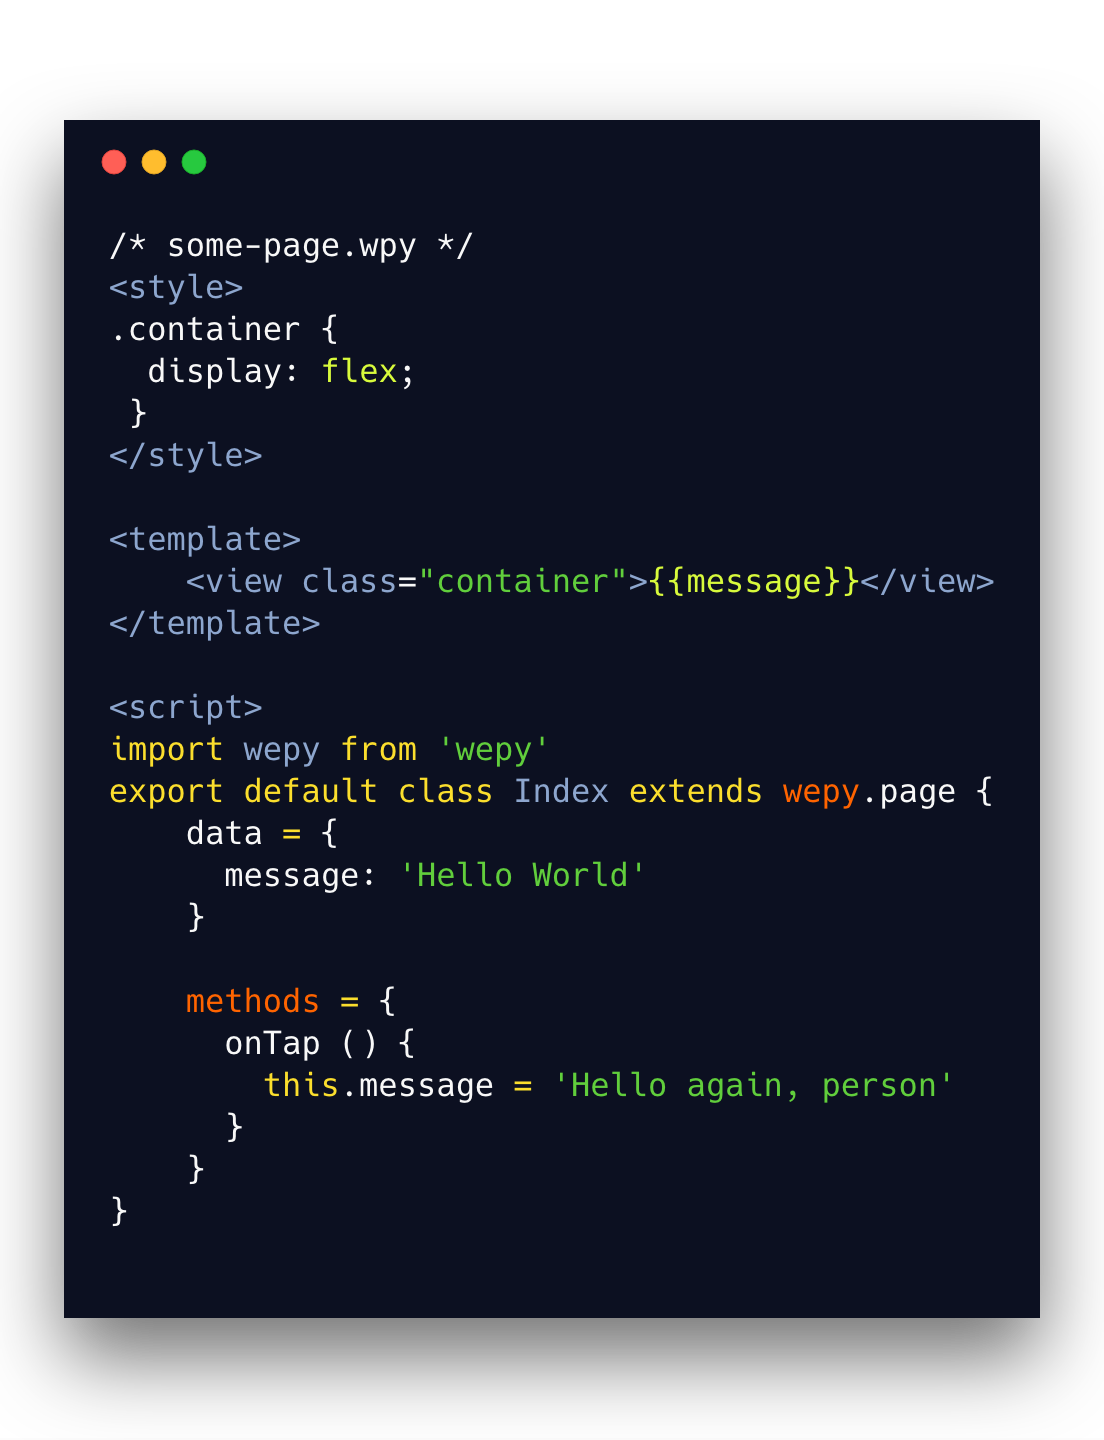 /* some-page.wpy */
<style>
.container {
  display: flex;
 }
</style>

<template>
    <view class="container">{{message}}</view>
</template>

<script>
import wepy from 'wepy'
export default class Index extends wepy.page {
    data = {
      message: 'Hello World'
    }

    methods = {
      onTap () {
        this.message = 'Hello again, person'
      }
    }
}